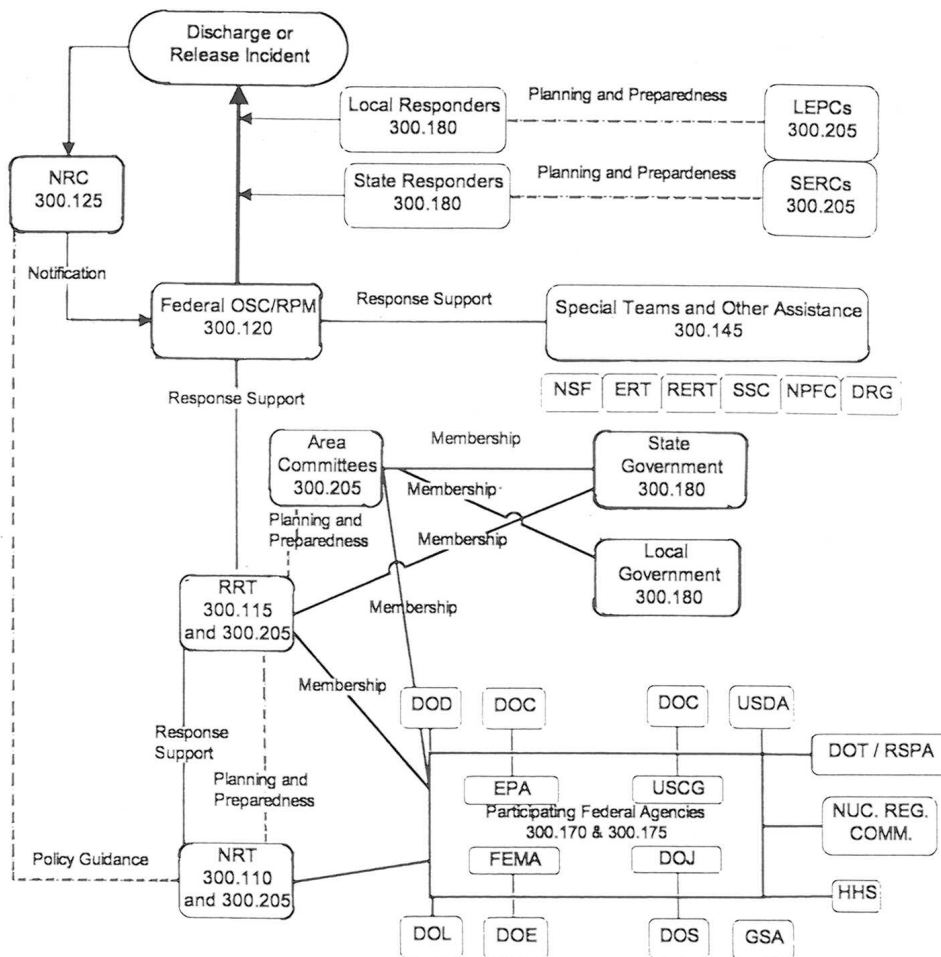 Discharge or
Release Incident
Local Responders
300.180
Planning and Preparedness
LEPCs
300.205
NRC
300.125
State Responders
300.180
Planning and Prepardeness
SERCs
300.205
Notification
Federal OSC/RPM
300.120
Response Support
Special Teams and Other Assistance
300.145
Response Support
NSF
ERT
RERT
SSC
NPFC
DRG
Area
Committees
300.205
Membership
State
Government
300.180
Membership
Planning and
Preparedness
Membership
Local
Government
300.180
RRT
300.115
and 300.205
Membership
Membership
DOD
DOC
DOC
USDA
Response
Support
DOT / RSPA
Planning and
Preparedness
EPA
USCG
Participating Federal Agencies
300.170 & 300.175
NUC. REG.
COMM.
Policy Guidance
NRT
300.110
and 300.205
FEMA
DOJ
HHS
DOL
DOE
DOS
GSA